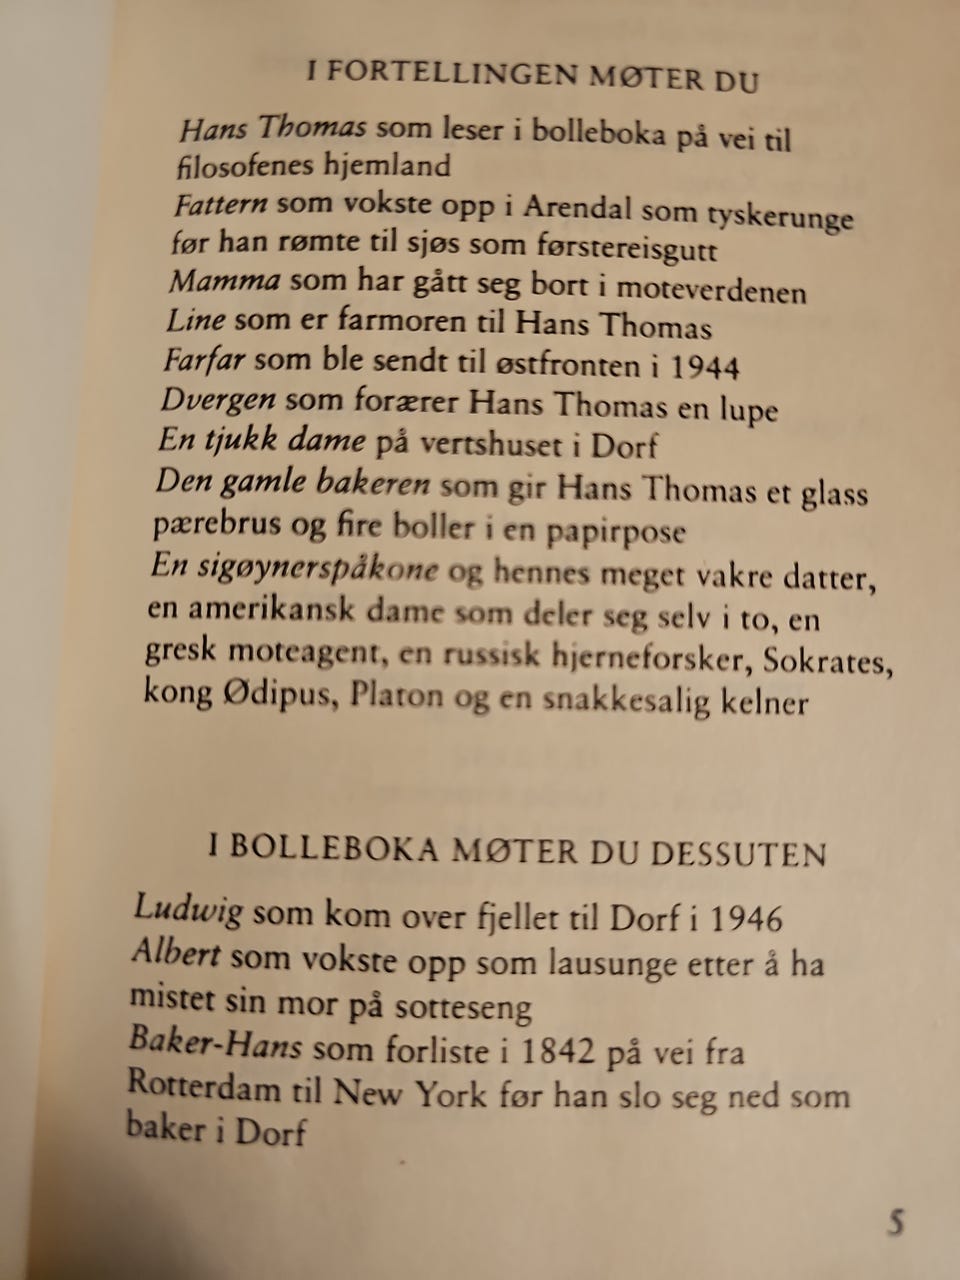 I FORTELLINGEN MØTER DU
Hans Thomas som leser i bolleboka på vei til
filosofenes hjemland
Fattern som vokste opp i Arendal som tyskerunge
før han rømte til sjøs som førstereisgutt
Mamma som har gått seg bort i moteverdenen
Line som er farmoren til Hans Thomas
Farfar som ble sendt til østfronten i 1944
Dvergen som forærer Hans Thomas en lupe
En tjukk dame på vertshuset i Dorf
Den gamle bakeren som gir Hans Thomas et glass
pærebrus og fire boller i en papirpose
En sigøynerspåkone og hennes meget vakre datter,
en amerikansk dame som deler seg selv i to, en
gresk moteagent, en russisk hjerneforsker, Sokrates,
kong Ødipus, Platon og en snakkesalig kelner
I BOLLEBOKA MØTER DU DESSUTEN
Ludwig som kom over fjellet til Dorf i 1946
Albert som vokste opp som lausunge etter å ha
mistet sin mor på sotteseng
Baker-Hans som forliste i 1842 på vei fra
Rotterdam til New York før han slo seg ned som
baker i Dorf
5